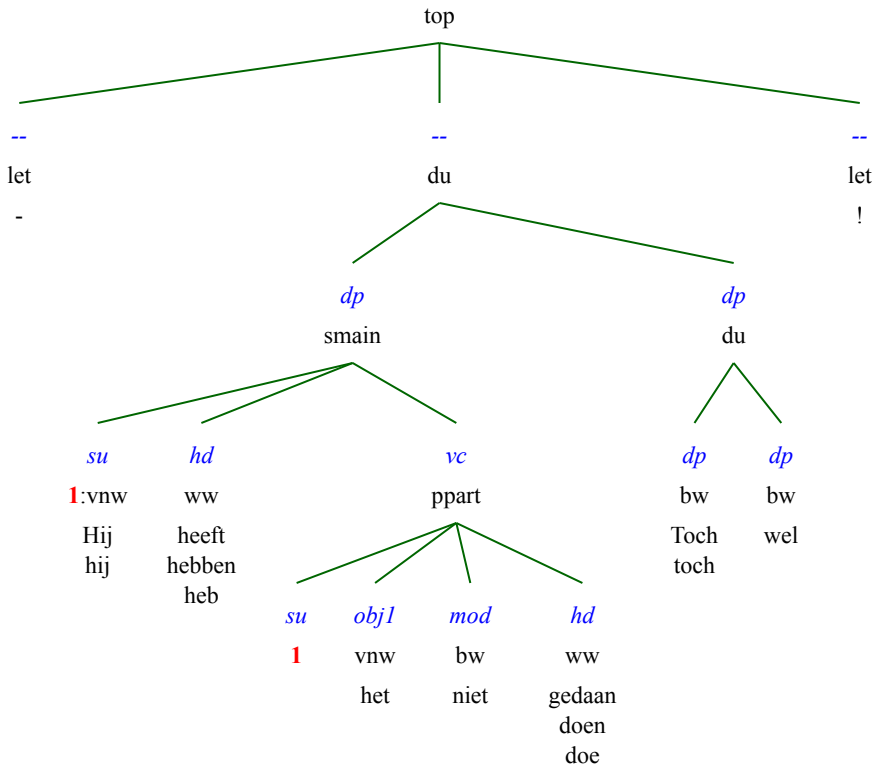 top
-- -- --
let du let
- !
dp dp
smain du
su hd vc dp dp
1:vnw ww ppart bw bw
Hij heeft Toch wel
hij hebben toch
heb
su obj1 mod hd
1 vnw bw ww
het niet gedaan
doen
doe